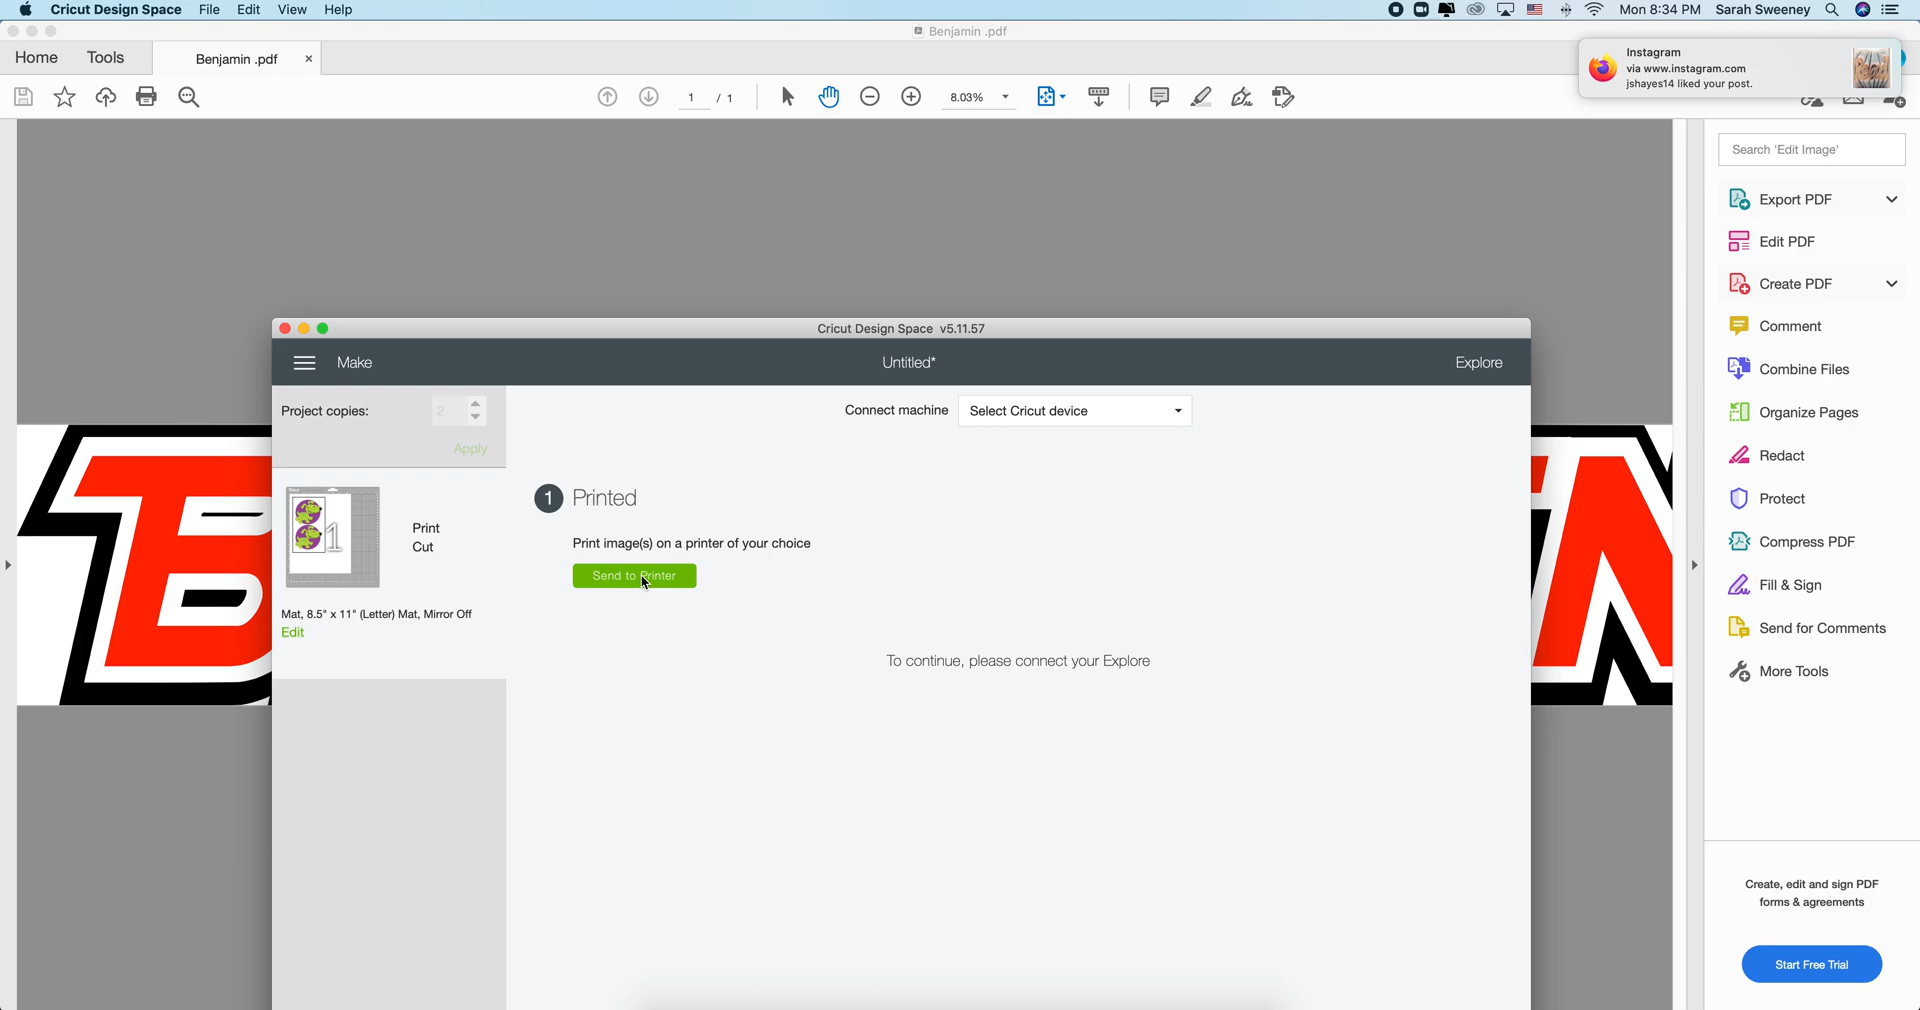 Cricut Design Space File Edit View Help Mon 8:34 PM Sarah Sweeney
Benjamin .pdf
Home Tools Benjamin .pdf ×
Instagram
via www.instagram.com
jshayes14 liked your post.
1 / 1 8.03%
Search 'Edit Image'
Export PDF
Edit PDF
Create PDF
Comment
Combine Files
Organize Pages
Redact
Protect
Compress PDF
Fill & Sign
Send for Comments
More Tools
Create, edit and sign PDF
forms & agreements
Start Free Trial
Cricut Design Space v5.11.57
Make Untitled* Explore
Project copies: 2
Apply
Connect machine Select Cricut device
1
Print
Cut
Mat, 8.5" x 11" (Letter) Mat, Mirror Off
Edit
1 Printed
Print image(s) on a printer of your choice
Send to Printer
To continue, please connect your Explore
B
N